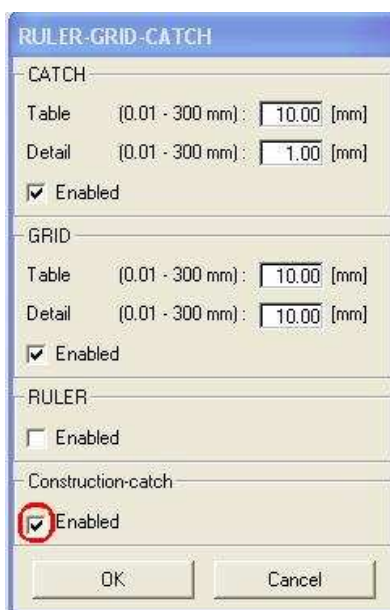 RULER-GRID-CATCH
CATCH
Table (0.01 - 300 mm) : 10.00 [mm]
Detail (0.01 - 300 mm) : 1.00 [mm]
Enabled
GRID
Table (0.01 - 300 mm) : 10.00 [mm]
Detail (0.01 - 300 mm) : 10.00 [mm]
Enabled
RULER
Enabled
Construction-catch
Enabled
OK Cancel